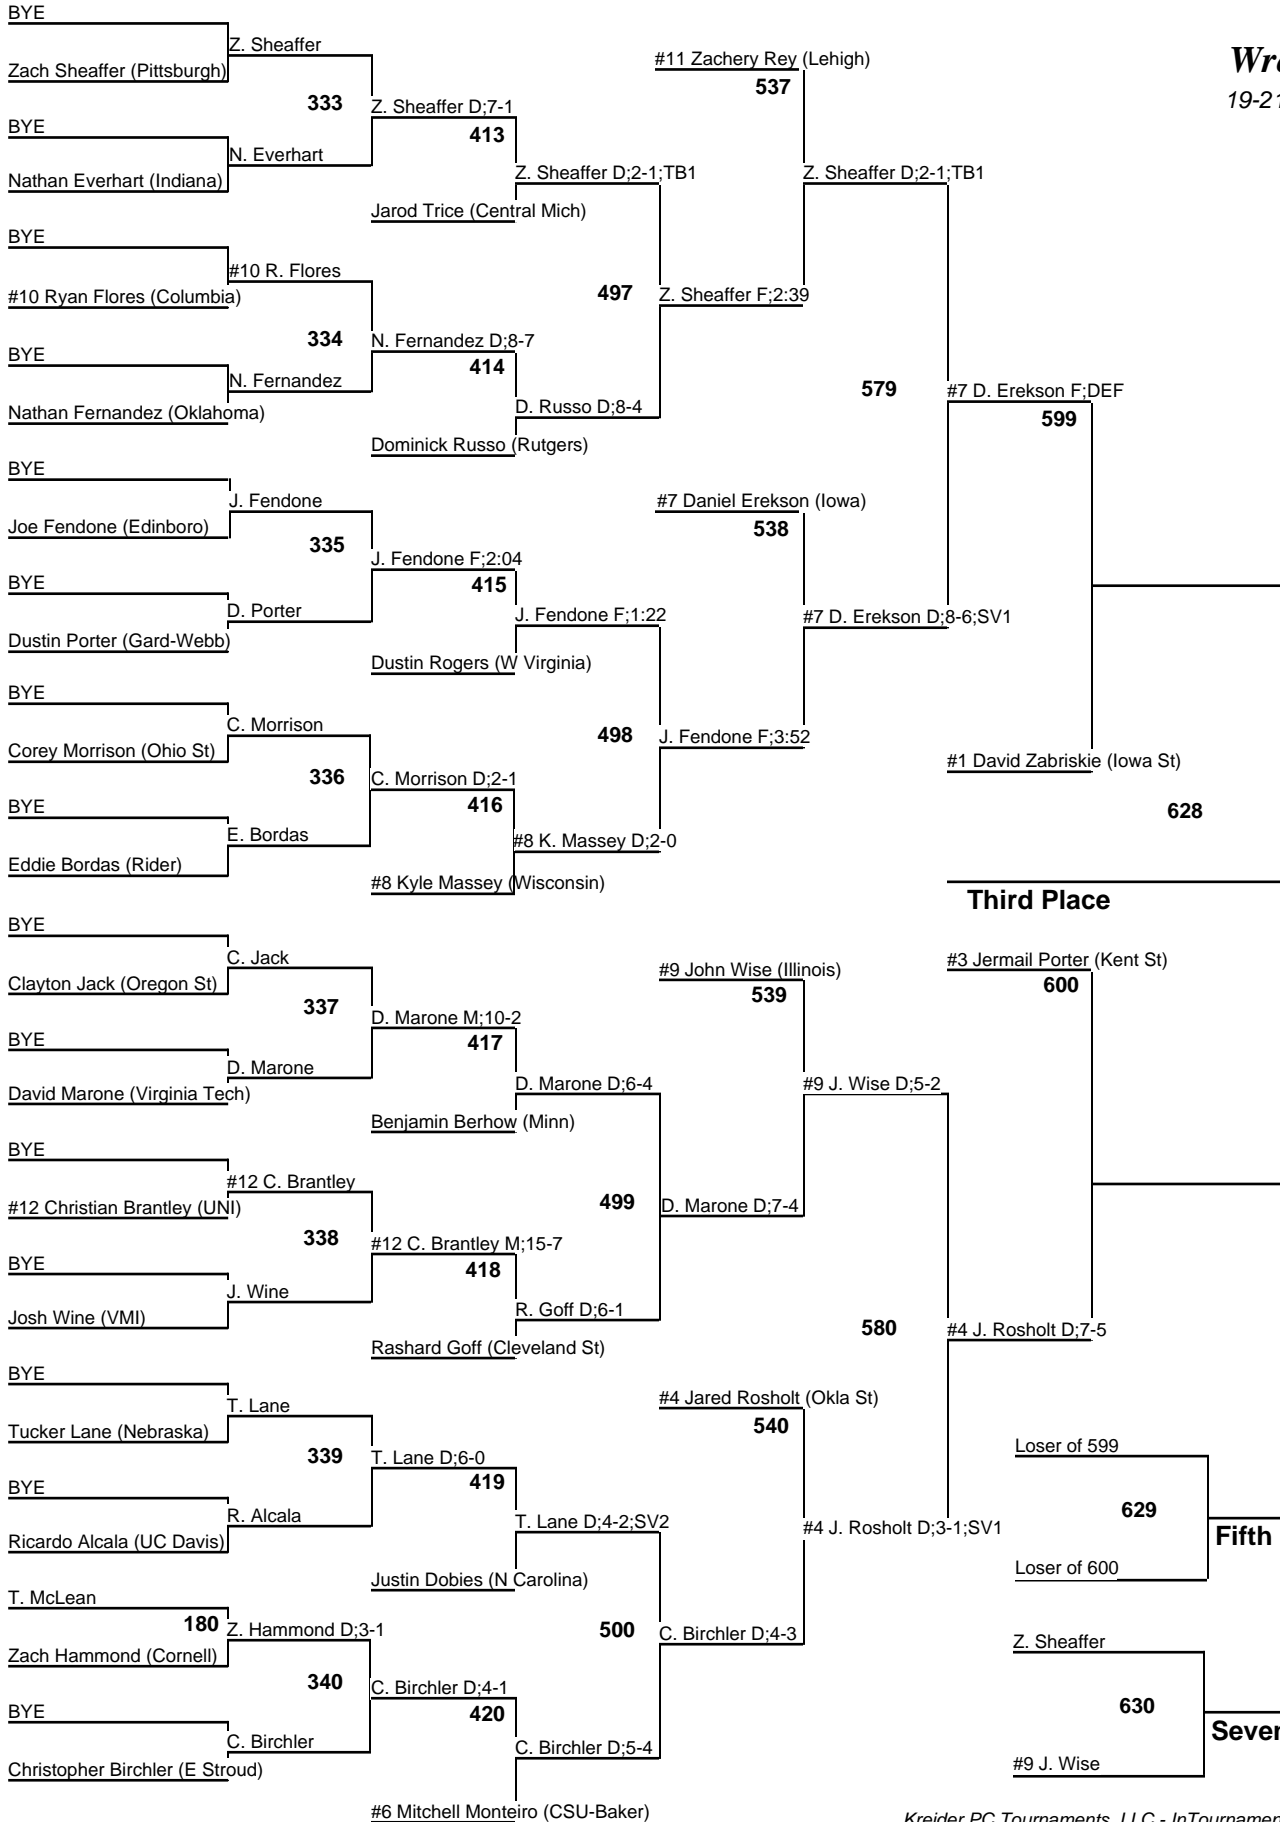 BYE
Z. Sheaffer
Zach Sheaffer (Pittsburgh)
333
Z. Sheaffer D;7-1
413
BYE
N. Everhart
Nathan Everhart (Indiana)
Z. Sheaffer D;2-1;TB1
Jarod Trice (Central Mich)
#11 Zachery Rey (Lehigh)
537
Z. Sheaffer D;2-1;TB1
19-21
BYE
#10 R. Flores
#10 Ryan Flores (Columbia)
497
Z. Sheaffer F;2:39
334
N. Fernandez D;8-7
414
BYE
N. Fernandez
Nathan Fernandez (Oklahoma)
D. Russo D;8-4
Dominick Russo (Rutgers)
579
#7 D. Erekson F;DEF
599
BYE
J. Fendone
Joe Fendone (Edinboro)
335
J. Fendone F;2:04
415
BYE
D. Porter
Dustin Porter (Gard-Webb)
J. Fendone F;1:22
Dustin Rogers (W Virginia)
#7 Daniel Erekson (Iowa)
538
#7 D. Erekson D;8-6;SV1
BYE
C. Morrison
Corey Morrison (Ohio St)
498
J. Fendone F;3:52
336
C. Morrison D;2-1
416
BYE
E. Bordas
Eddie Bordas (Rider)
#8 K. Massey D;2-0
#8 Kyle Massey (Wisconsin)
#1 David Zabriskie (Iowa St)
628
Third Place
BYE
C. Jack
Clayton Jack (Oregon St)
337
D. Marone M;10-2
417
BYE
D. Marone
David Marone (Virginia Tech)
D. Marone D;6-4
Benjamin Berhow (Minn)
#9 John Wise (Illinois)
539
#9 J. Wise D;5-2
#3 Jermail Porter (Kent St)
600
BYE
#12 C. Brantley
#12 Christian Brantley (UNI)
499
D. Marone D;7-4
338
#12 C. Brantley M;15-7
418
BYE
J. Wine
Josh Wine (VMI)
R. Goff D;6-1
Rashard Goff (Cleveland St)
580
#4 J. Rosholt D;7-5
BYE
T. Lane
Tucker Lane (Nebraska)
#4 Jared Rosholt (Okla St)
540
339
T. Lane D;6-0
419
BYE
R. Alcala
Ricardo Alcala (UC Davis)
T. Lane D;4-2;SV2
Justin Dobies (N Carolina)
#4 J. Rosholt D;3-1;SV1
Loser of 599
629
Fifth
Loser of 600
T. McLean
180
Z. Hammond D;3-1
Zach Hammond (Cornell)
500
C. Birchler D;4-3
340
C. Birchler D;4-1
420
BYE
C. Birchler
Christopher Birchler (E Stroud)
C. Birchler D;5-4
#6 Mitchell Monteiro (CSU-Baker)
Z. Sheaffer
630
#9 J. Wise
Kreider PC Tournaments, LLC - InTournamen